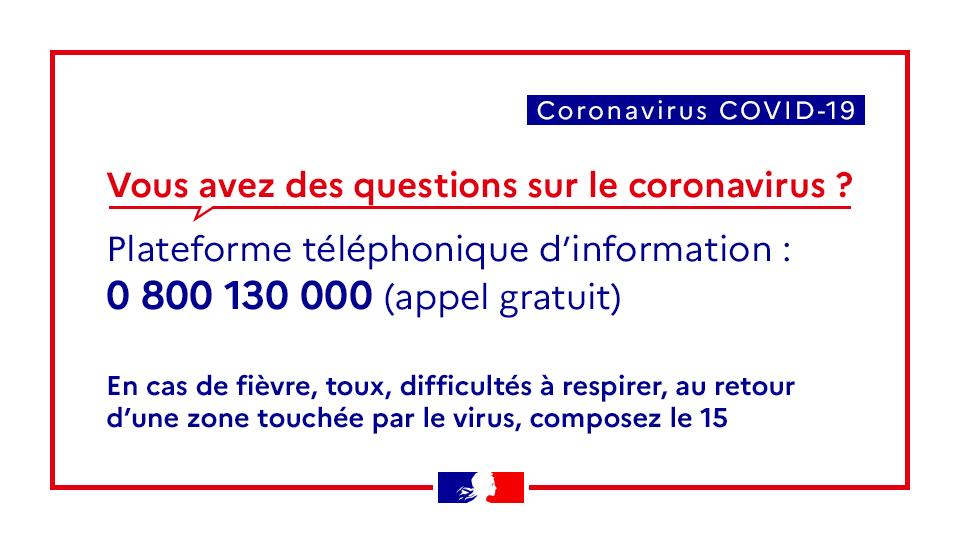 Coronavirus COVID-19
Vous avez des questions sur le coronavirus ?
Plateforme téléphonique d’information :
0 800 130 000 (appel gratuit)
En cas de fièvre, toux, difficultés à respirer, au retour
d’une zone touchée par le virus, composez le 15